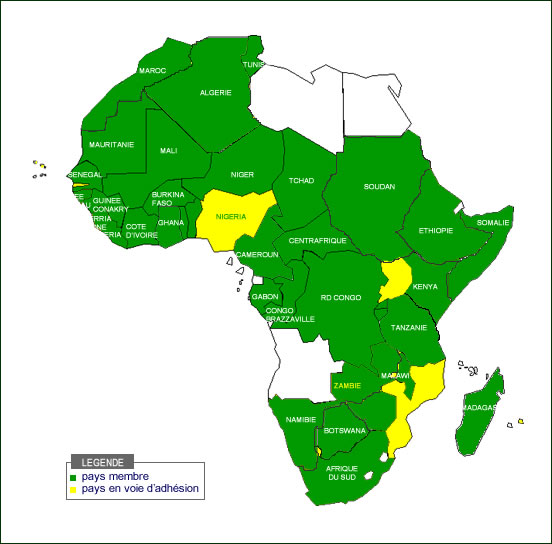 MAROC
TUNIS
ALGERIE
MAURITANIE
MALI
NIGER
TCHAD
SOUDAN
SENEGAL
GUINEE
CONAKRY
BURKINA
FASO
NIGERIA
SOMALIE
ETHIOPIE
COTE
D'IVOIRE
GHANA
CENTRAFRIQUE
CAMEROUN
GABON
CONGO
BRAZZAVILLE
RD CONGO
KENYA
TANZANIE
ZAMBIE
MADAGAS
NAMIBIE
BOTSWANA
AFRIQUE
DU SUD
LEGENDE
pays membre
pays en voie d'adhésion